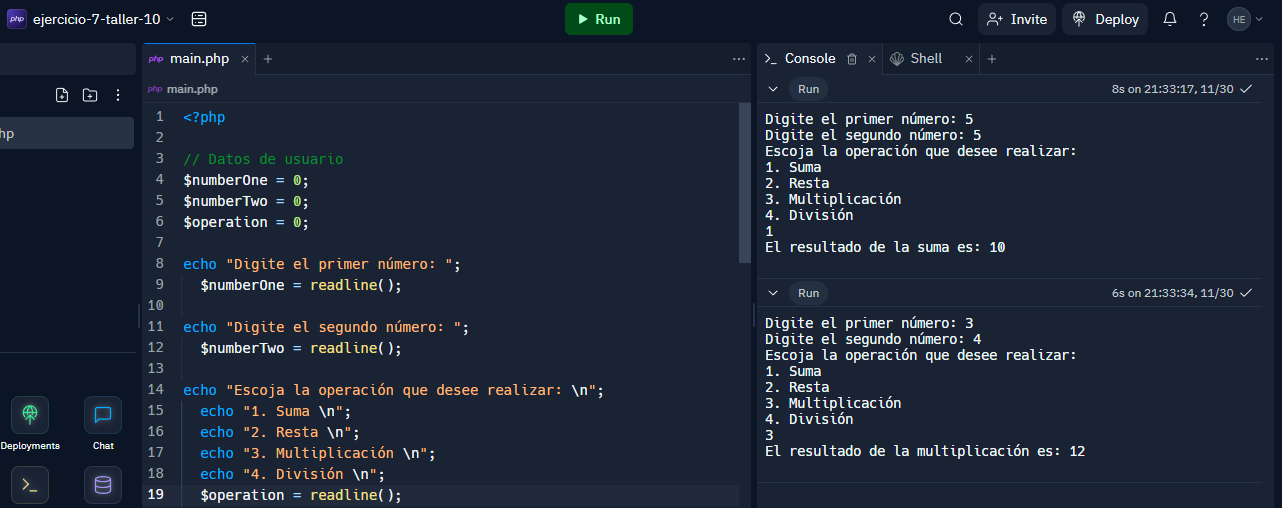 php ejercicio-7-taller-10
Run
Invite
Deploy
HE
hp
Deployments
Chat
php main.php
php main.php
1 <?php
2
3 // Datos de usuario
4 $numberOne = 0;
5 $numberTwo = 0;
6 $operation = 0;
7
8 echo "Digite el primer número: ";
9 $numberOne = readline();
10
11 echo "Digite el segundo número: ";
12 $numberTwo = readline();
13
14 echo "Escoja la operación que desee realizar: \n";
15 echo "1. Suma \n";
16 echo "2. Resta \n";
17 echo "3. Multiplicación \n";
18 echo "4. División \n";
19 $operation = readline();
Console
Shell
Run 8s on 21:33:17, 11/30
Digite el primer número: 5
Digite el segundo número: 5
Escoja la operación que desee realizar:
1. Suma
2. Resta
3. Multiplicación
4. División
1
El resultado de la suma es: 10
Run 6s on 21:33:34, 11/30
Digite el primer número: 3
Digite el segundo número: 4
Escoja la operación que desee realizar:
1. Suma
2. Resta
3. Multiplicación
4. División
3
El resultado de la multiplicación es: 12